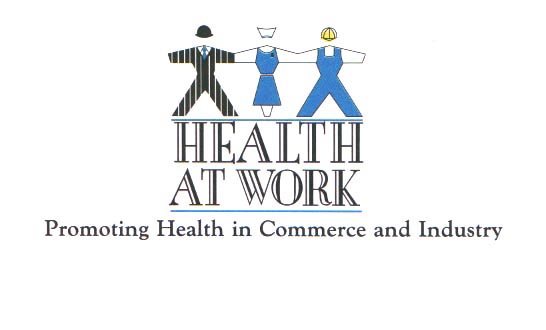 HEALTH
AT WORK
Promoting Health in Commerce and Industry